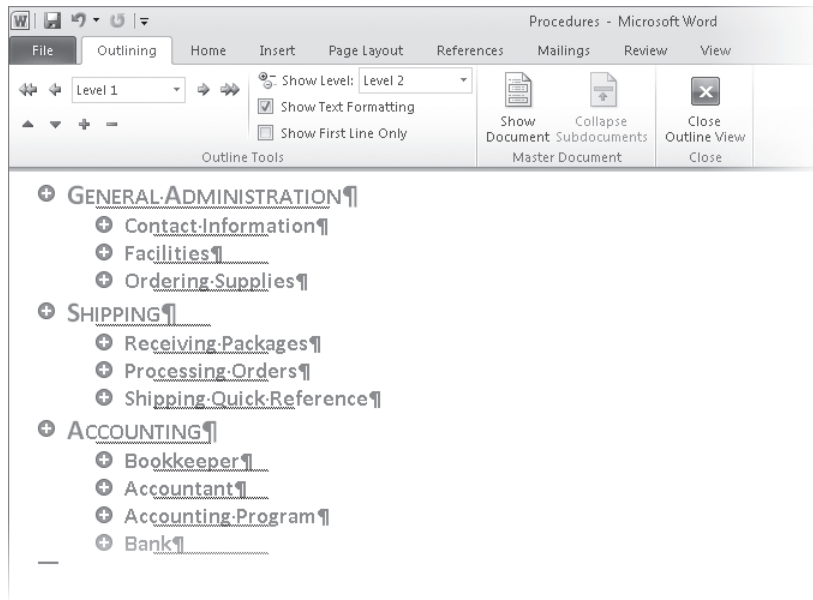 W Procedures - Microsoft Word
File Outlining Home Insert Page Layout References Mailings Review View
Level 1
Show Level: Level 2
Show Text Formatting
Show First Line Only
Show Document
Collapse Subdocuments
Close Outline View
Outline Tools Master Document Close
GENERAL·ADMINISTRATION¶
Contact·Information¶
Facilities¶
Ordering·Supplies¶
SHIPPING¶
Receiving·Packages¶
Processing·Orders¶
Shipping·Quick·Reference¶
ACCOUNTING¶
Bookkeeper¶
Accountant¶
Accounting·Program¶
Bank¶